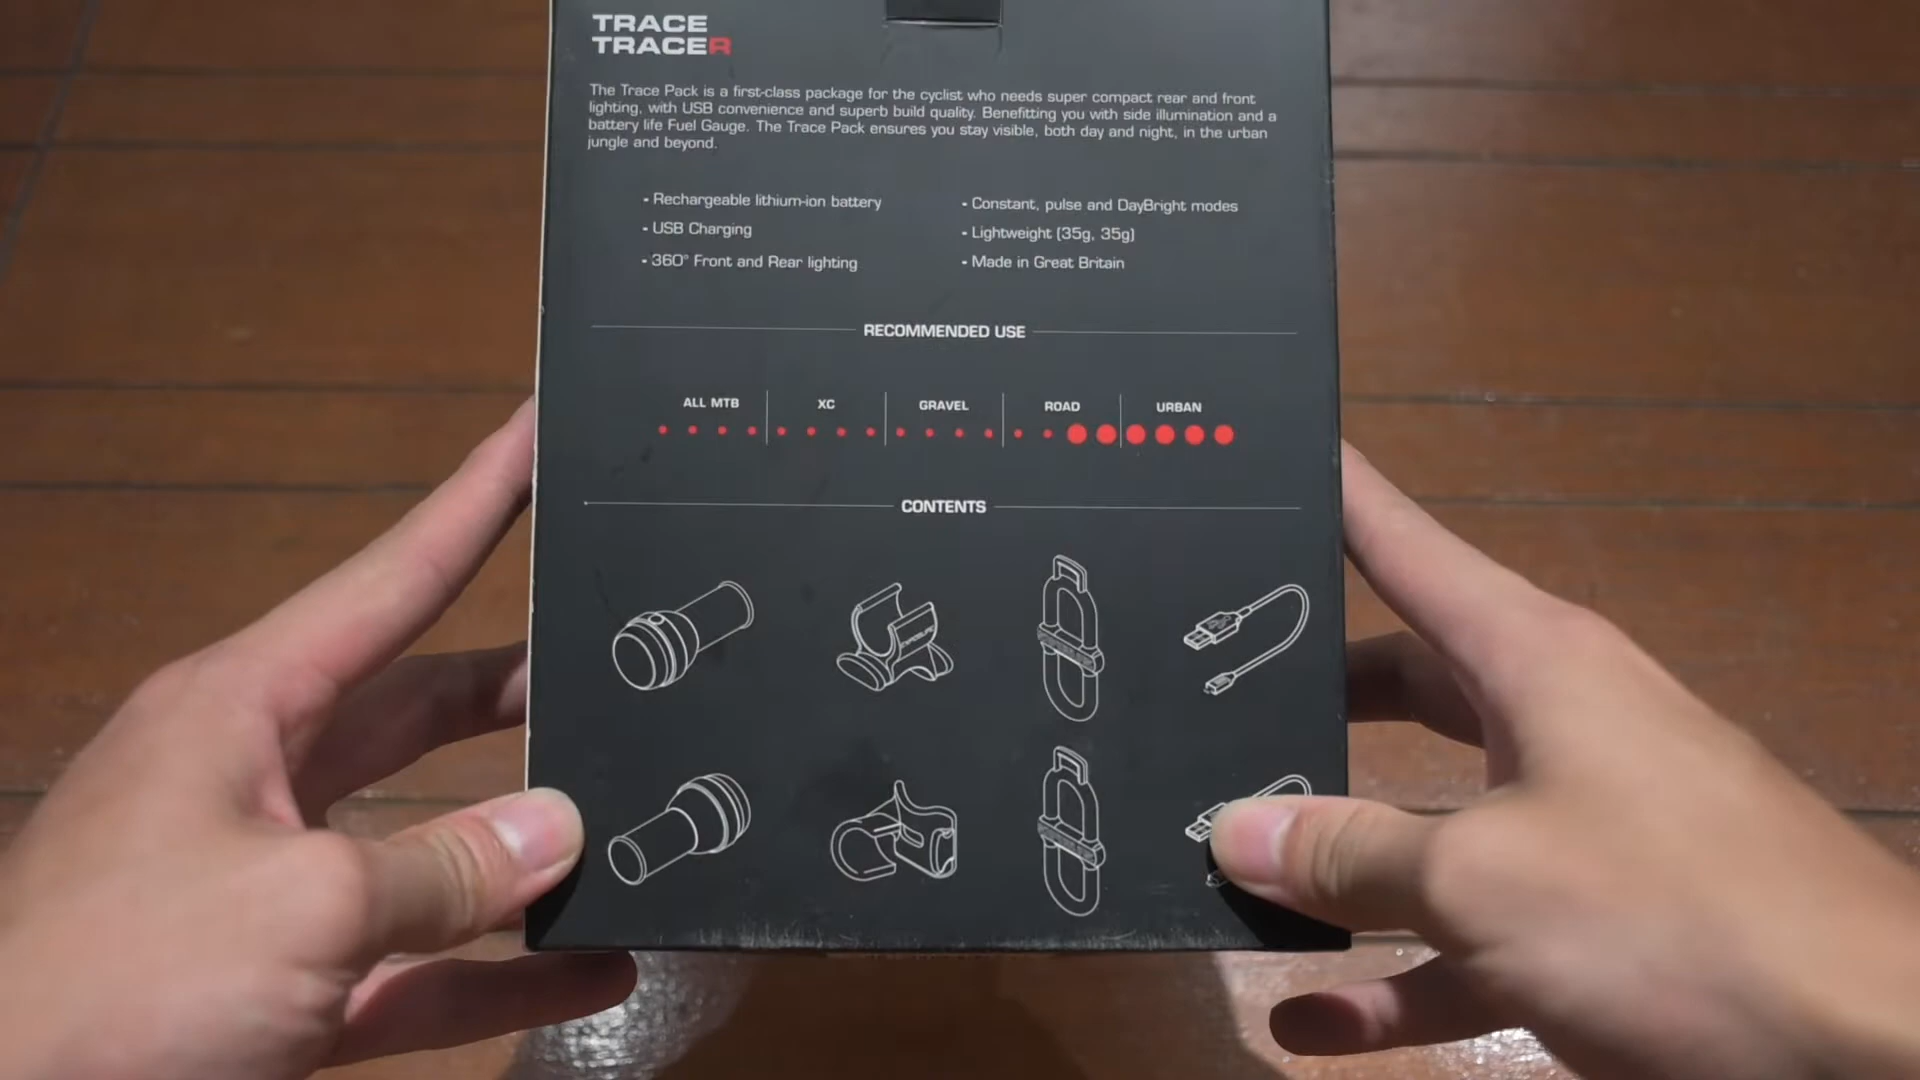 TRACE
TRACER
The Trace Pack is a first-class package for the cyclist who needs super compact rear and front
lighting, with USB convenience and superb build quality. Benefitting you with side illumination and a
battery life Fuel Gauge. The Trace Pack ensures you stay visible, both day and night, in the urban
jungle and beyond.
- Rechargeable lithium-ion battery
- USB Charging
- 360° Front and Rear lighting
- Constant, pulse and DayBright modes
- Lightweight (35g, 35g)
- Made in Great Britain
RECOMMENDED USE
ALL MTB
XC
GRAVEL
ROAD
URBAN
CONTENTS